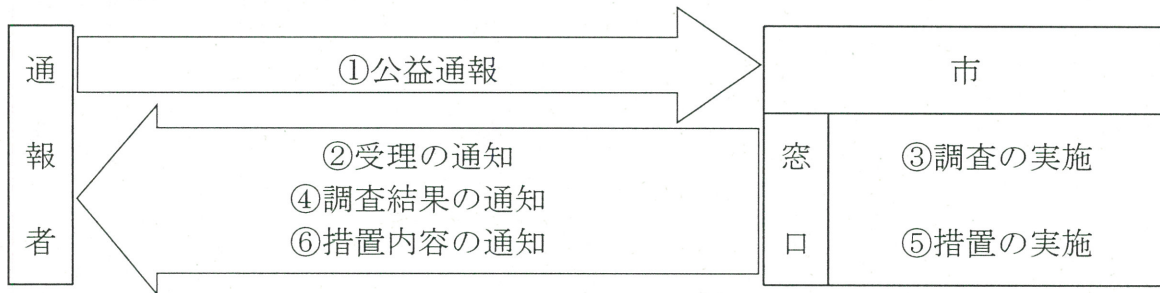 通報者
①公益通報
②受理の通知
④調査結果の通知
⑥措置内容の通知
市
窓口
③調査の実施
⑤措置の実施